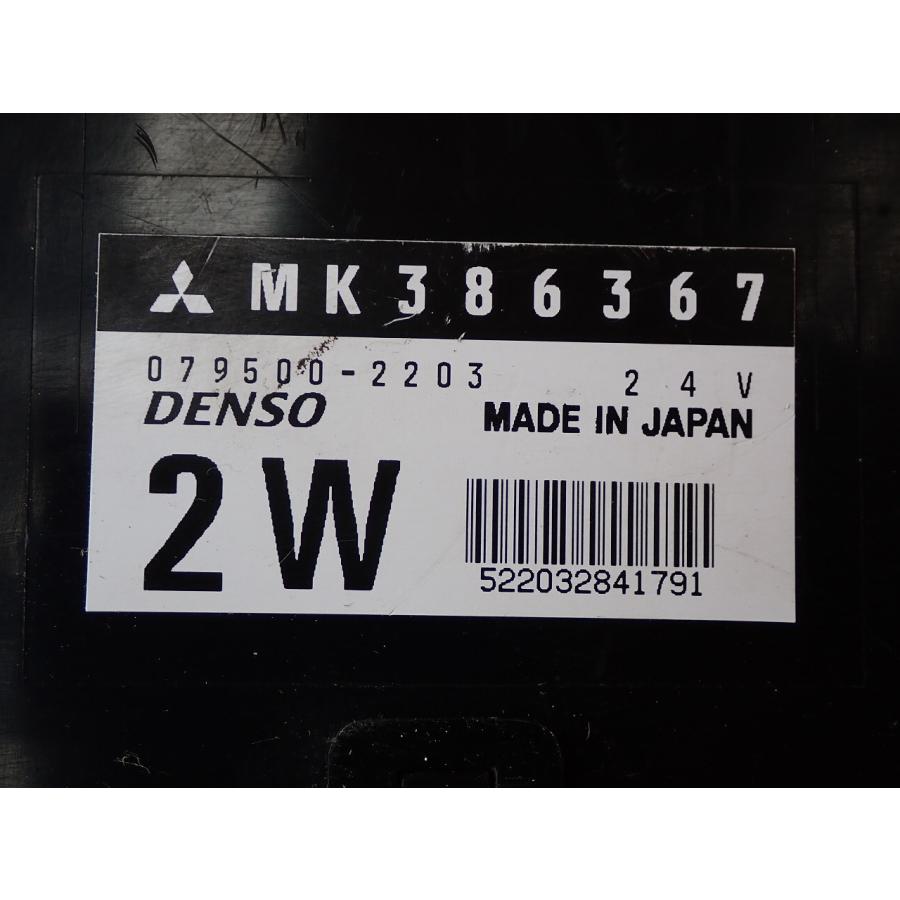 MK386367
079500-2203 24V
DENSO MADE IN JAPAN
2W
522032841791